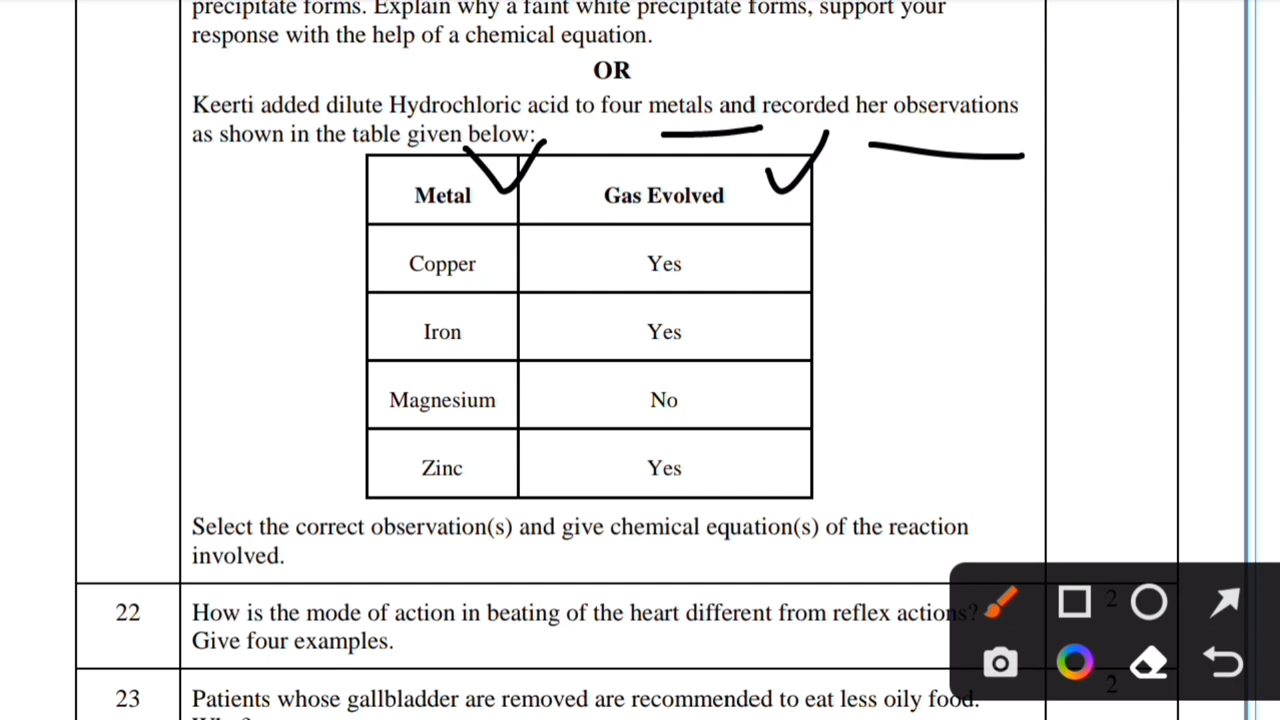 precipitate forms. Explain why a faint white precipitate forms, support your
response with the help of a chemical equation.
OR
Keerti added dilute Hydrochloric acid to four metals and recorded her observations
as shown in the table given below:
Metal Gas Evolved
Copper Yes
Iron Yes
Magnesium No
Zinc Yes
Select the correct observation(s) and give chemical equation(s) of the reaction
involved.
22 How is the mode of action in beating of the heart different from reflex actions? 2
Give four examples.
23 Patients whose gallbladder are removed are recommended to eat less oily food. 2